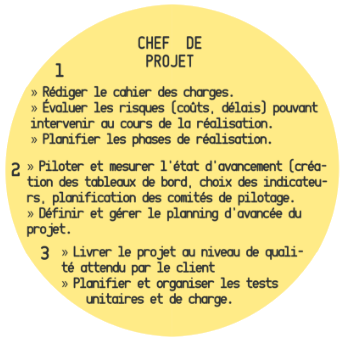 CHEF DE
PROJET
1
» Rédiger le cahier des charges.
» Évaluer les risques (coûts, délais) pouvant
intervenir au cours de la réalisation.
» Planifier les phases de réalisation.
2 » Piloter et mesurer l'état d'avancement (créa-
tion des tableaux de bord, choix des indicateu-
rs, planification des comités de pilotage.
» Définir et gérer le planning d'avancée du
projet.
3 » Livrer le projet au niveau de quali-
té attendu par le client
» Planifier et organiser les tests
unitaires et de charge.